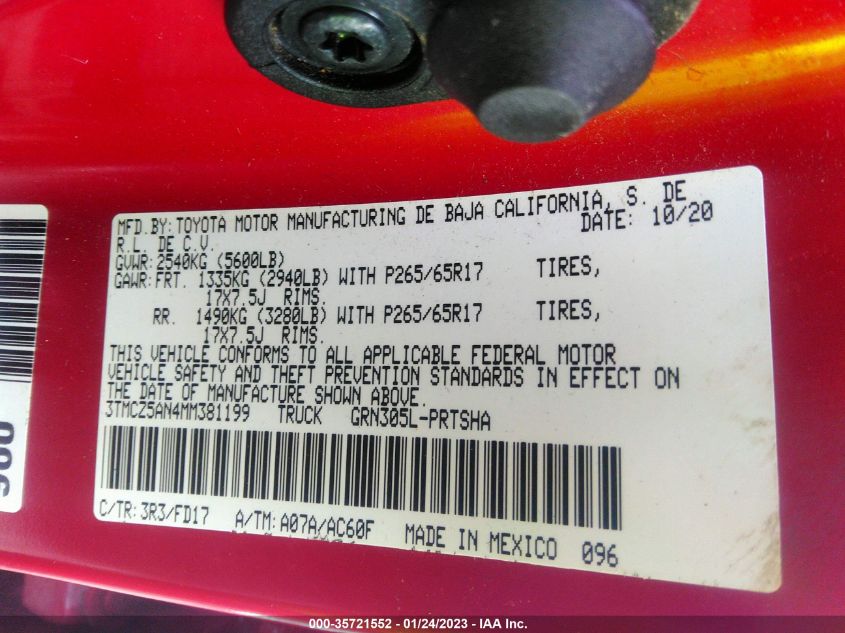 MFD.BY:TOYOTA MOTOR MANUFACTURING DE BAJA CALIFORNIA, S. DE
R.L. DE C.V. DATE: 10/20
GVWR:2540KG (5600LB)
GAWR:FRT. 1335KG (2940LB) WITH P265/65R17 TIRES,
17X7.5J RIMS.
RR. 1490KG (3280LB) WITH P265/65R17 TIRES,
17X7.5J RIMS.
THIS VEHICLE CONFORMS TO ALL APPLICABLE FEDERAL MOTOR
VEHICLE SAFETY AND THEFT PREVENTION STANDARDS IN EFFECT ON
THE DATE OF MANUFACTURE SHOWN ABOVE.
3TMCZ5AN4MM381199 TRUCK GRN305L-PRTSHA
C/TR:3R3/FD17 A/TM:A07A/AC60F MADE IN MEXICO 096
000-35721552 — 01/24/2023 — IAA Inc.